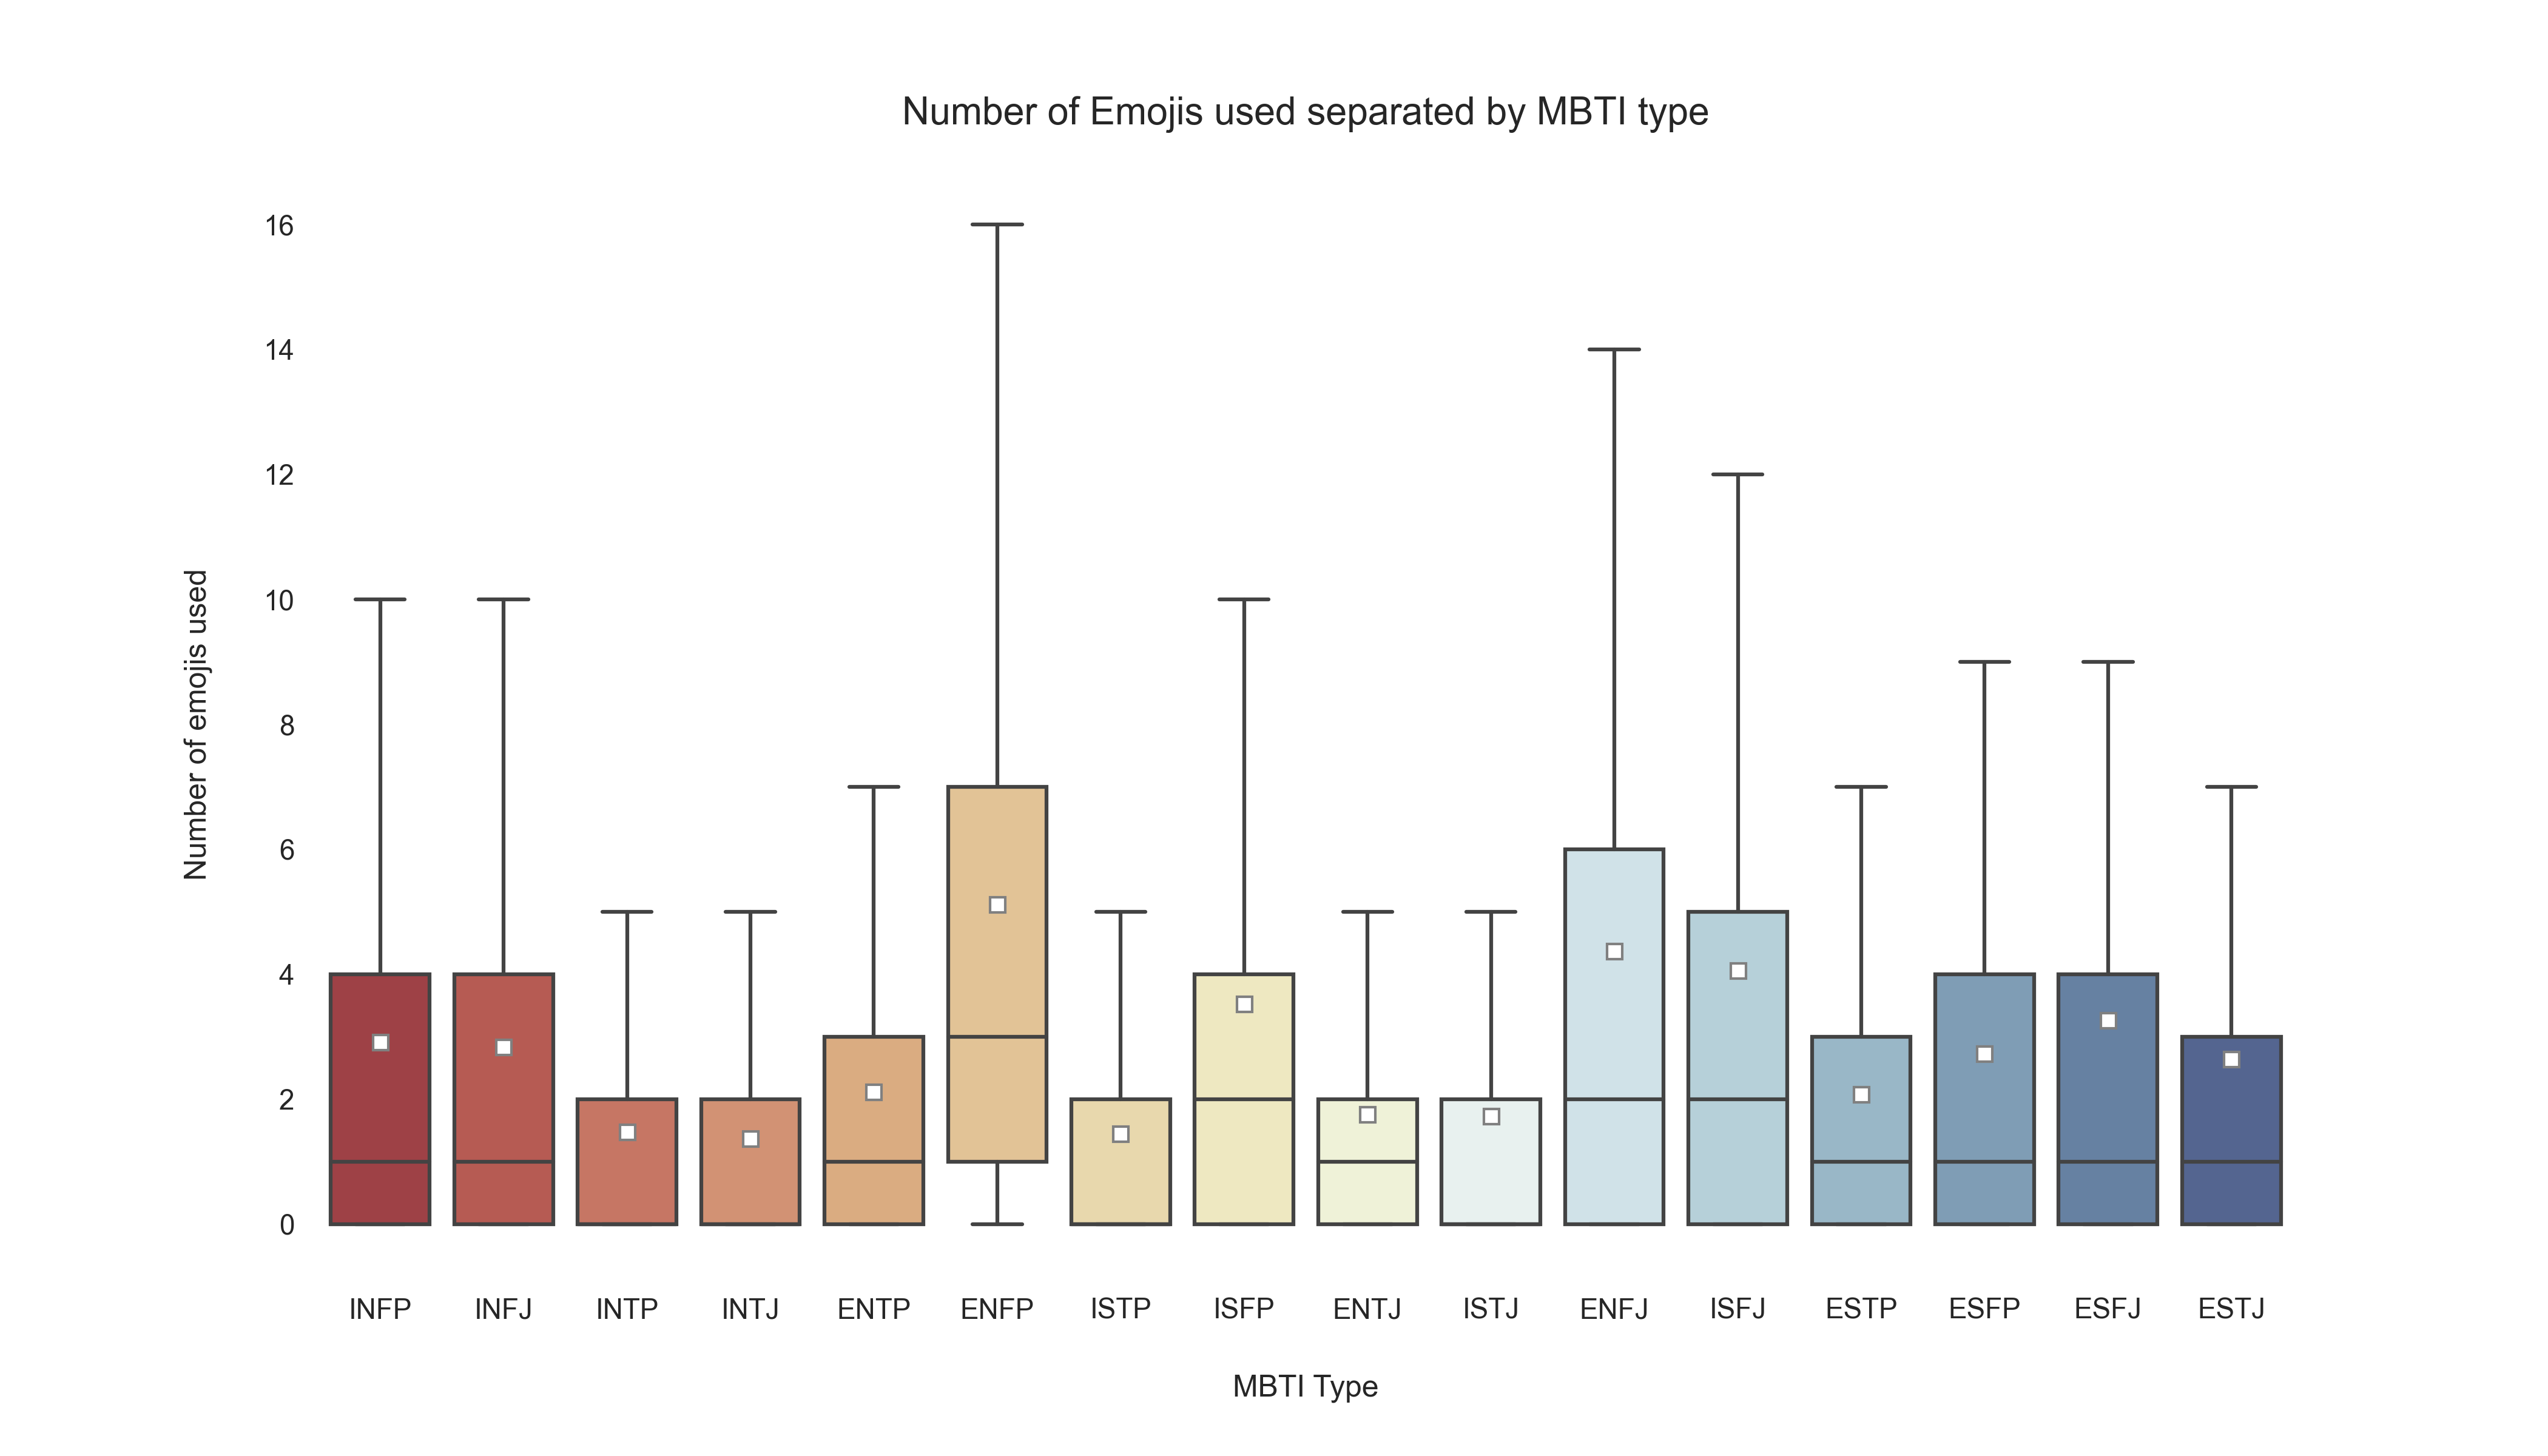 Number of Emojis used separated by MBTI type
Number of emojis used
16
14
12
10
8
6
4
2
0
INFP INFJ INTP INTJ ENTP ENFP ISTP ISFP ENTJ ISTJ ENFJ ISFJ ESTP ESFP ESFJ ESTJ
MBTI Type